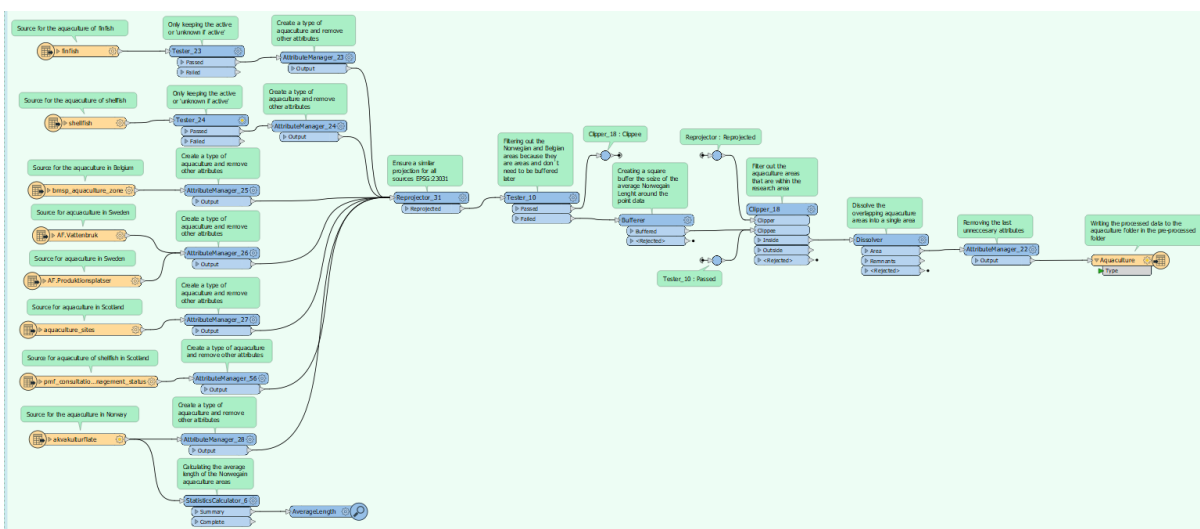 Source for the aquaculture of finfish
finfish
Only keeping the active
or 'unknown if active'
Tester_23
Passed
Failed
Create a type of
aquaculture and remove
other attributes
AttributeManager_23
Output
Source for the aquaculture of shellfish
shellfish
Only keeping the active
or 'unknown if active'
Tester_24
Passed
Failed
Create a type of
aquaculture and remove
other attributes
AttributeManager_24
Output
Source for the aquaculture in Belgium
bmsp_aquaculture_zone
Create a type of
aquaculture and remove
other attributes
AttributeManager_25
Output
Source for aquaculture in Sweden
AF.Vattenbruk
Source for aquaculture in Sweden
AF.Produktionsplatser
Create a type of
aquaculture and remove
other attributes
AttributeManager_26
Output
Source for aquaculture in Scotland
aquaculture_sites
Create a type of
aquaculture and remove
other attributes
AttributeManager_27
Output
Source for aquaculture of shellfish in Scotland
pmf_consultatio...nagement_status
Create a type of aquaculture
and remove other attributes
AttributeManager_56
Output
Source for the aquaculture in Norway
akvakulturflate
Create a type of
aquaculture and remove
other attributes
AttributeManager_28
Output
Calculating the average
length of the Norwegian
aquaculture areas
StatisticsCalculator_6
Summary
Complete
AverageLength
Ensure a similar
projection for all
sources EPSG:23031
Reprojector_31
Reprojected
Filtering out the
Norwegian and Belgian
areas because they
are areas and don't
need to be buffered
later
Tester_10
Passed
Failed
Clipper_18 : Clippee
Creating a square
buffer the seize of the
average Norwegain
Lenght around the
point data
Bufferer
Buffered
<Rejected>
Tester_10 : Passed
Reprojector : Reprojected
Filter out the
aquaculture areas
that are within the
research area
Clipper_18
Clipper
Clippee
Inside
Outside
<Rejected>
Dissolve the
overlapping aquaculture
areas into a single area
Dissolver
Area
Remnants
<Rejected>
Removing the last
unneccesary attributes
AttributeManager_22
Output
Writing the processed data to the
aquaculture folder in the pre-processed
folder
Aquaculture
Type